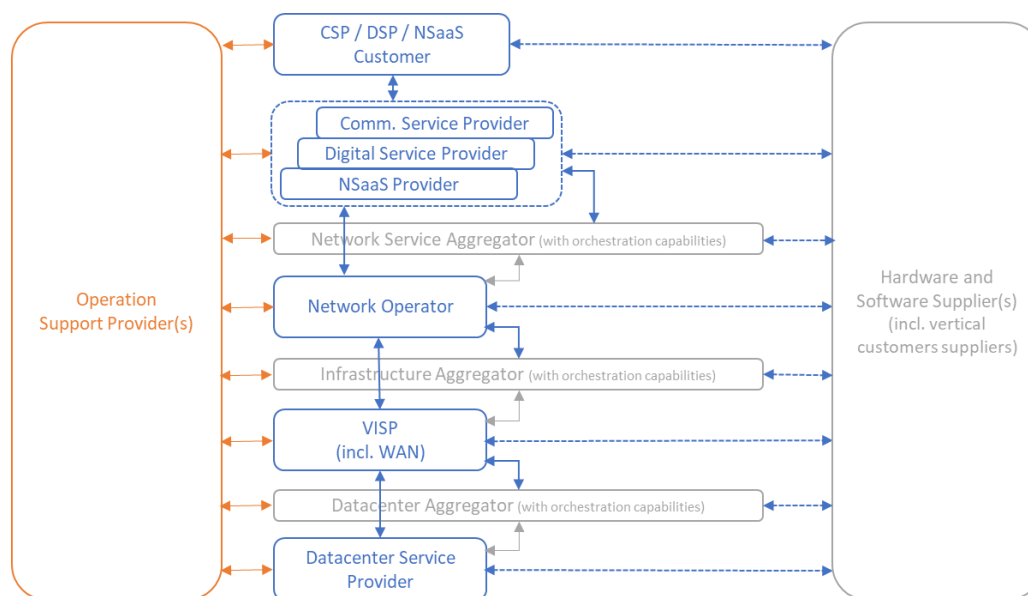 CSP / DSP / NSaaS
Customer
Comm. Service Provider
Digital Service Provider
NSaaS Provider
Network Service Aggregator (with orchestration capabilities)
Operation
Support Provider(s)
Network Operator
Hardware and
Software Supplier(s)
(incl. vertical
customers suppliers)
Infrastructure Aggregator (with orchestration capabilities)
VISP
(incl. WAN)
Datacenter Aggregator (with orchestration capabilities)
Datacenter Service
Provider